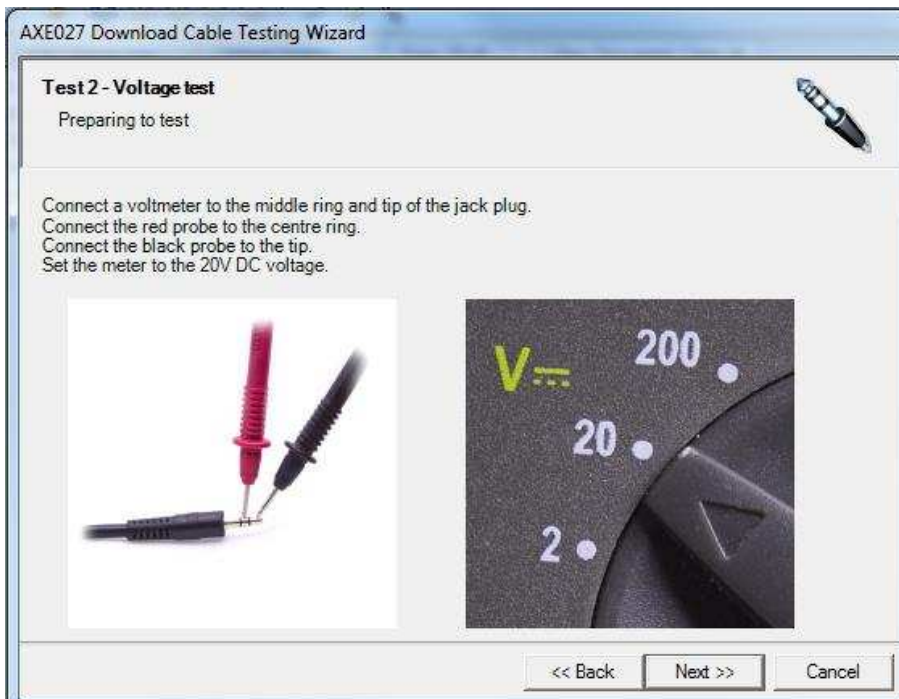 AXE027 Download Cable Testing Wizard
Test 2 - Voltage test
Preparing to test
Connect a voltmeter to the middle ring and tip of the jack plug.
Connect the red probe to the centre ring.
Connect the black probe to the tip.
Set the meter to the 20V DC voltage.
V
200
20
2
<< Back
Next >>
Cancel